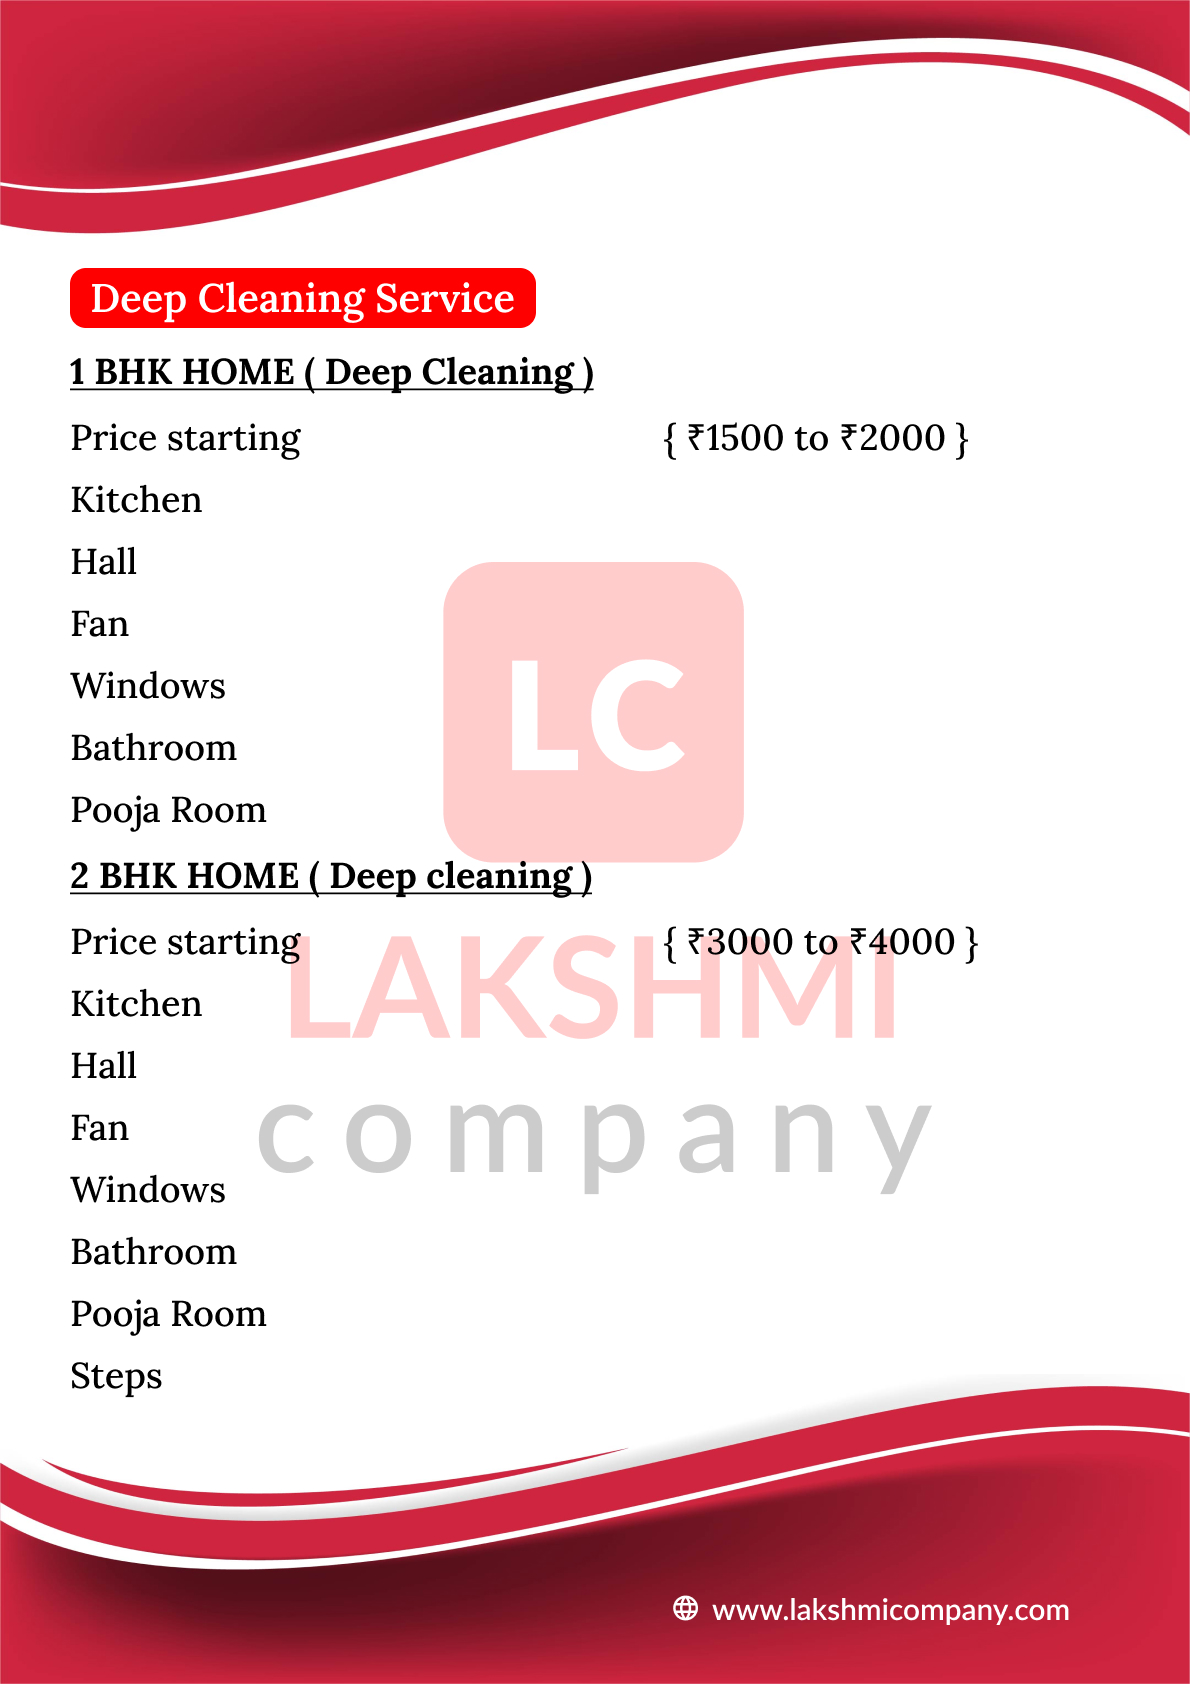 Deep Cleaning Service
1 BHK HOME ( Deep Cleaning )
Price starting { ₹1500 to ₹2000 }
Kitchen
Hall
Fan
Windows
Bathroom
Pooja Room
LC
2 BHK HOME ( Deep cleaning )
Price starting { ₹3000 to ₹4000 }
LAKSHMI
Kitchen
Hall
Fan
company
Windows
Bathroom
Pooja Room
Steps
www.lakshmicompany.com